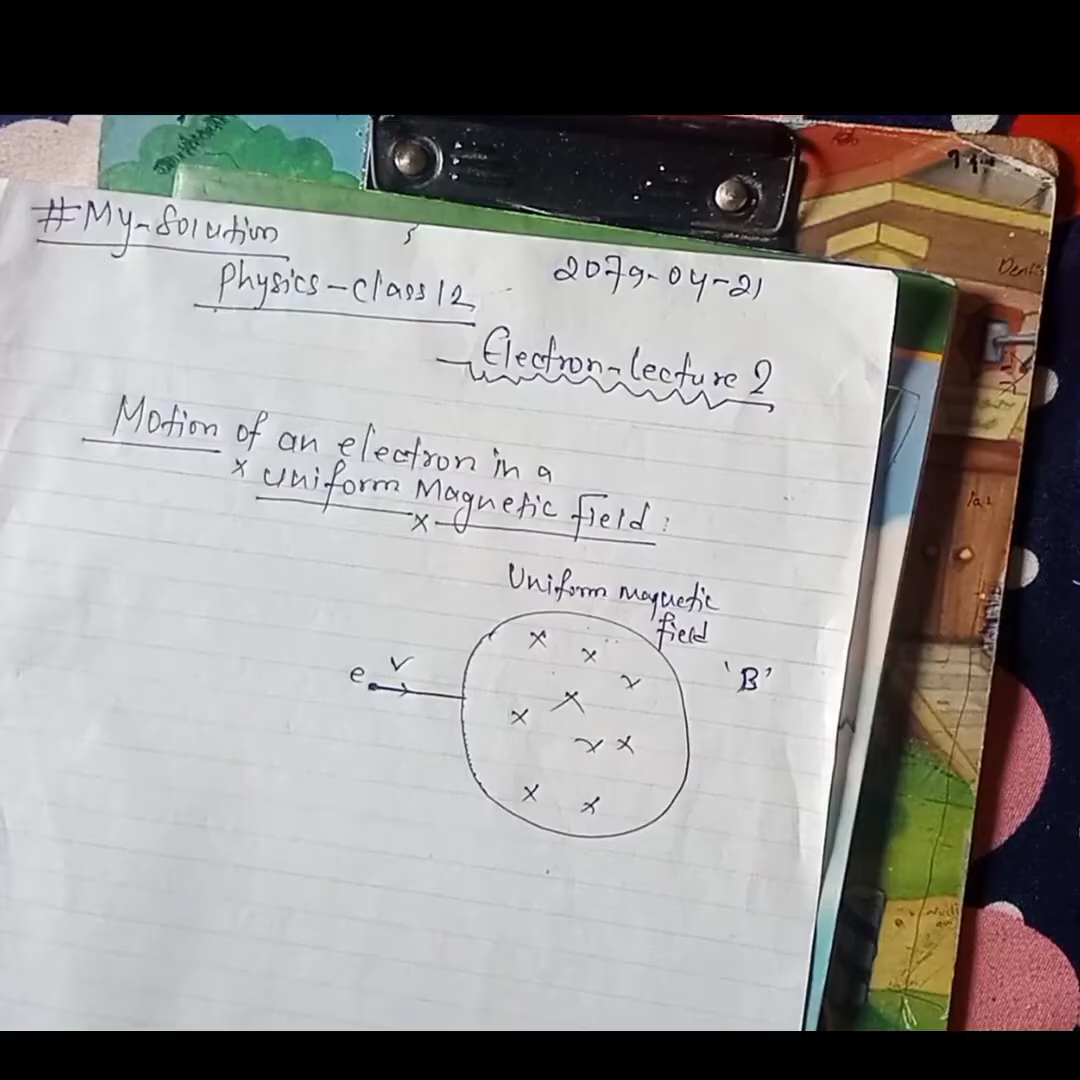 #My-Solution
Physics-class 12
2079-04-21
Electron-lecture 2
Motion of an electron in a
x Uniform Magnetic field:
x
Uniform magnetic
field
'B'
e v
x x x x x x x x x